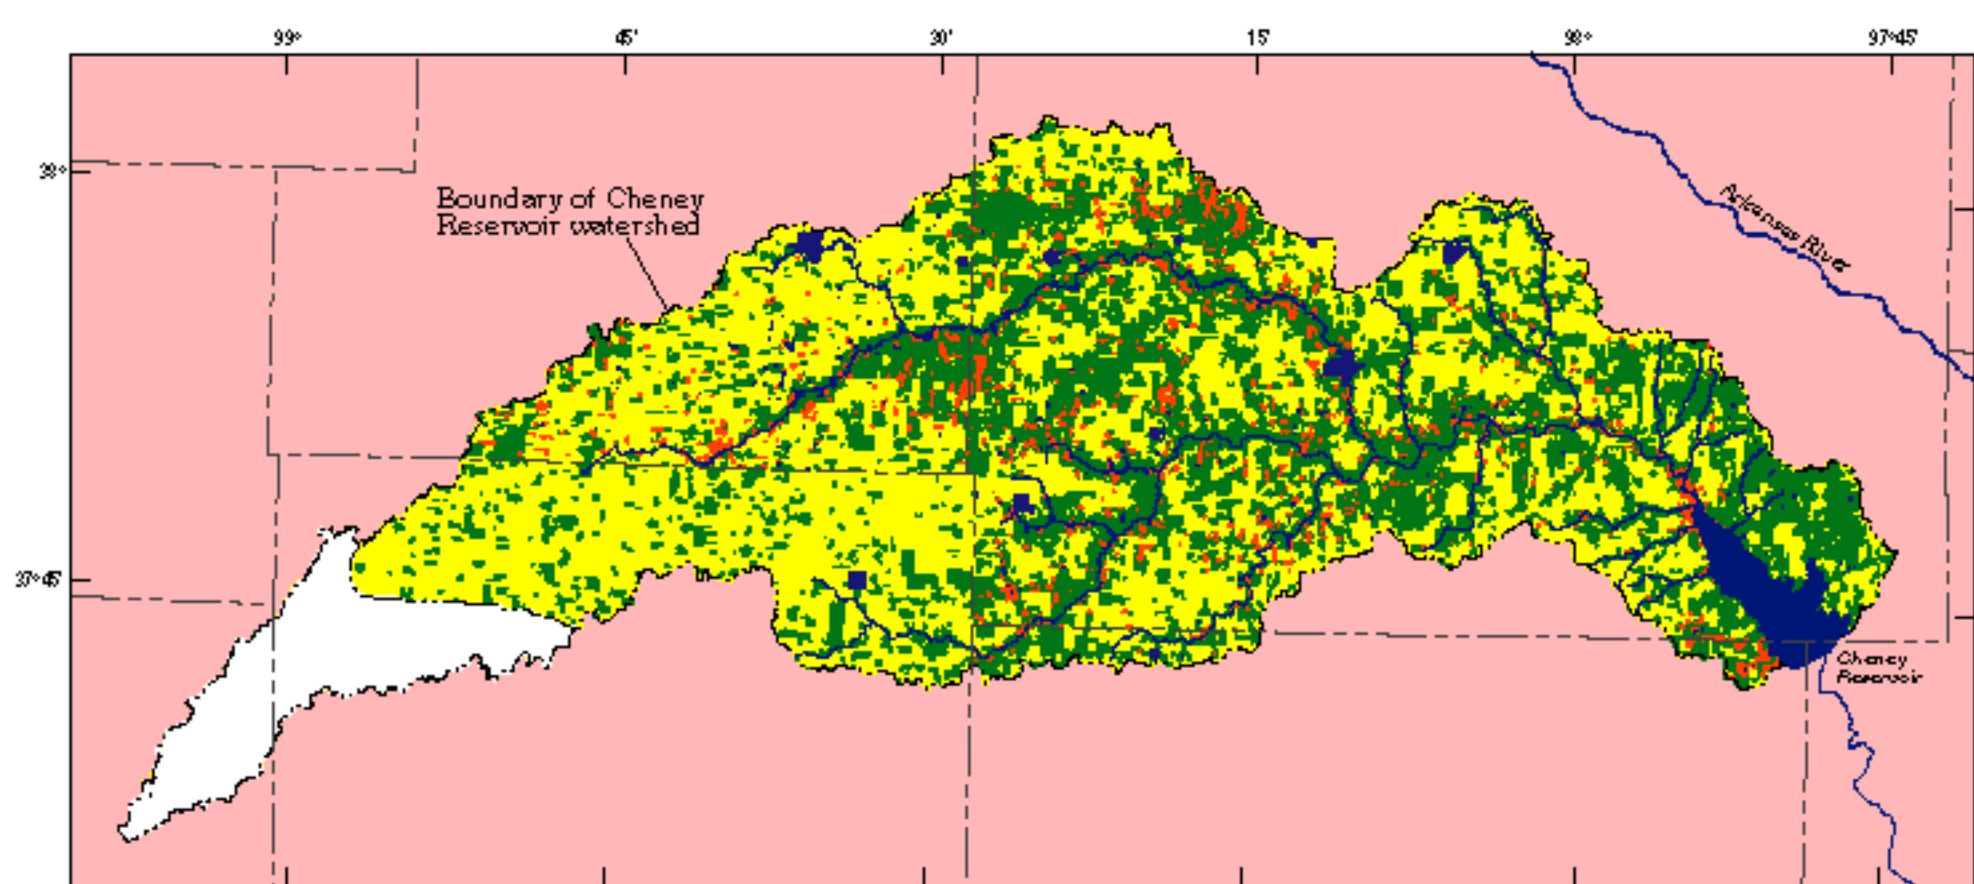 99°
45'
30'
15'
98°
97°45'
38°
Boundary of Cheney
Reservoir watershed
Arkansas River
37°45'
Cheney
Reservoir